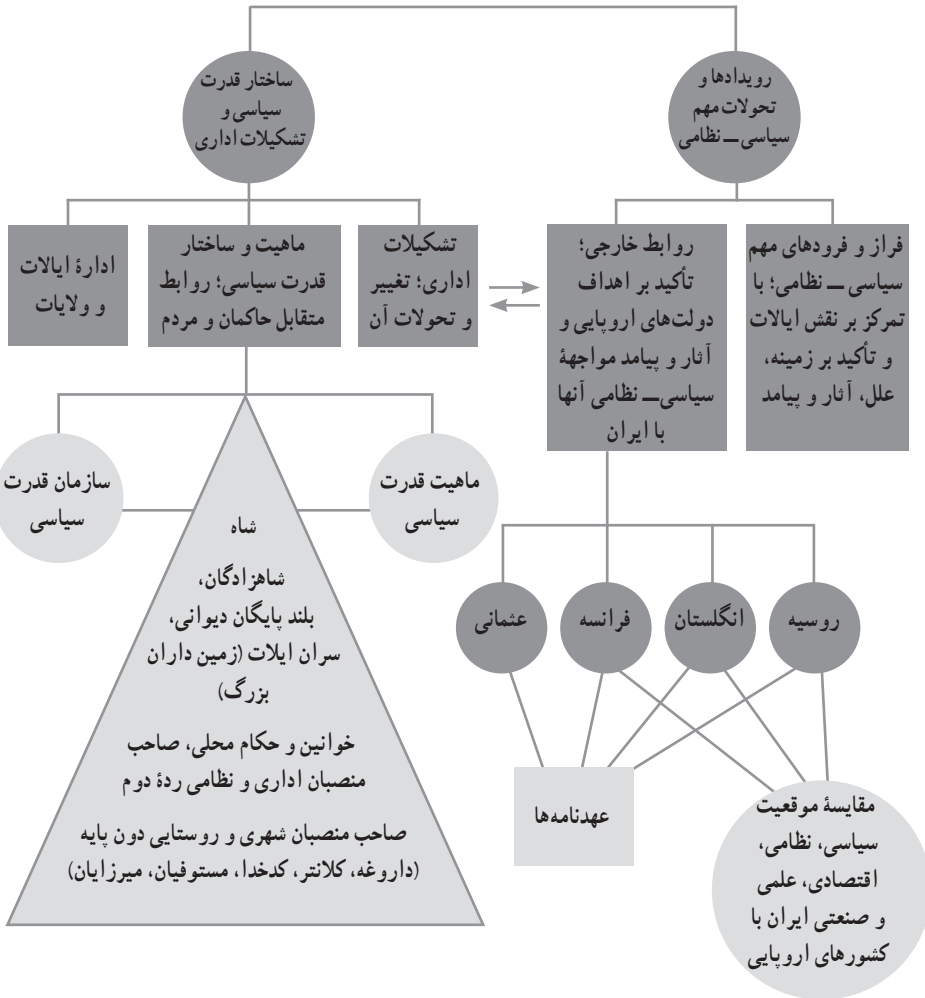 رویدادها و
تحولات مهم
سیاسی ــ نظامی
ساختار قدرت
سیاسی و
تشکیلات اداری
فراز و فرودهای مهم
سیاسی ــ نظامی؛ با
تمرکز بر نقش ایالات
و تأکید بر زمینه،
علل، آثار و پیامد
روابط خارجی؛
تأکید بر اهداف
دولت‌های اروپایی و
آثار و پیامد مواجهۀ
سیاسی ــ نظامی آنها
با ایران
تشکیلات
اداری؛ تغییر
و تحولات آن
ماهیت و ساختار
قدرت سیاسی؛ روابط
متقابل حاکمان و مردم
ادارۀ ایالات
و ولایات
روسیه
انگلستان
فرانسه
عثمانی
عهدنامه‌ها
مقایسۀ موقعیت
سیاسی، نظامی،
اقتصادی، علمی
و صنعتی ایران با
کشورهای اروپایی
ماهیت قدرت
سیاسی
سازمان قدرت
سیاسی
شاه
شاهزادگان،
بلند پایگان دیوانی،
سران ایلات (زمین داران
بزرگ)
خوانین و حکام محلی، صاحب
منصبان اداری و نظامی ردۀ دوم
صاحب منصبان شهری و روستایی دون پایه
(داروغه، کلانتر، کدخدا، مستوفیان، میرزایان)